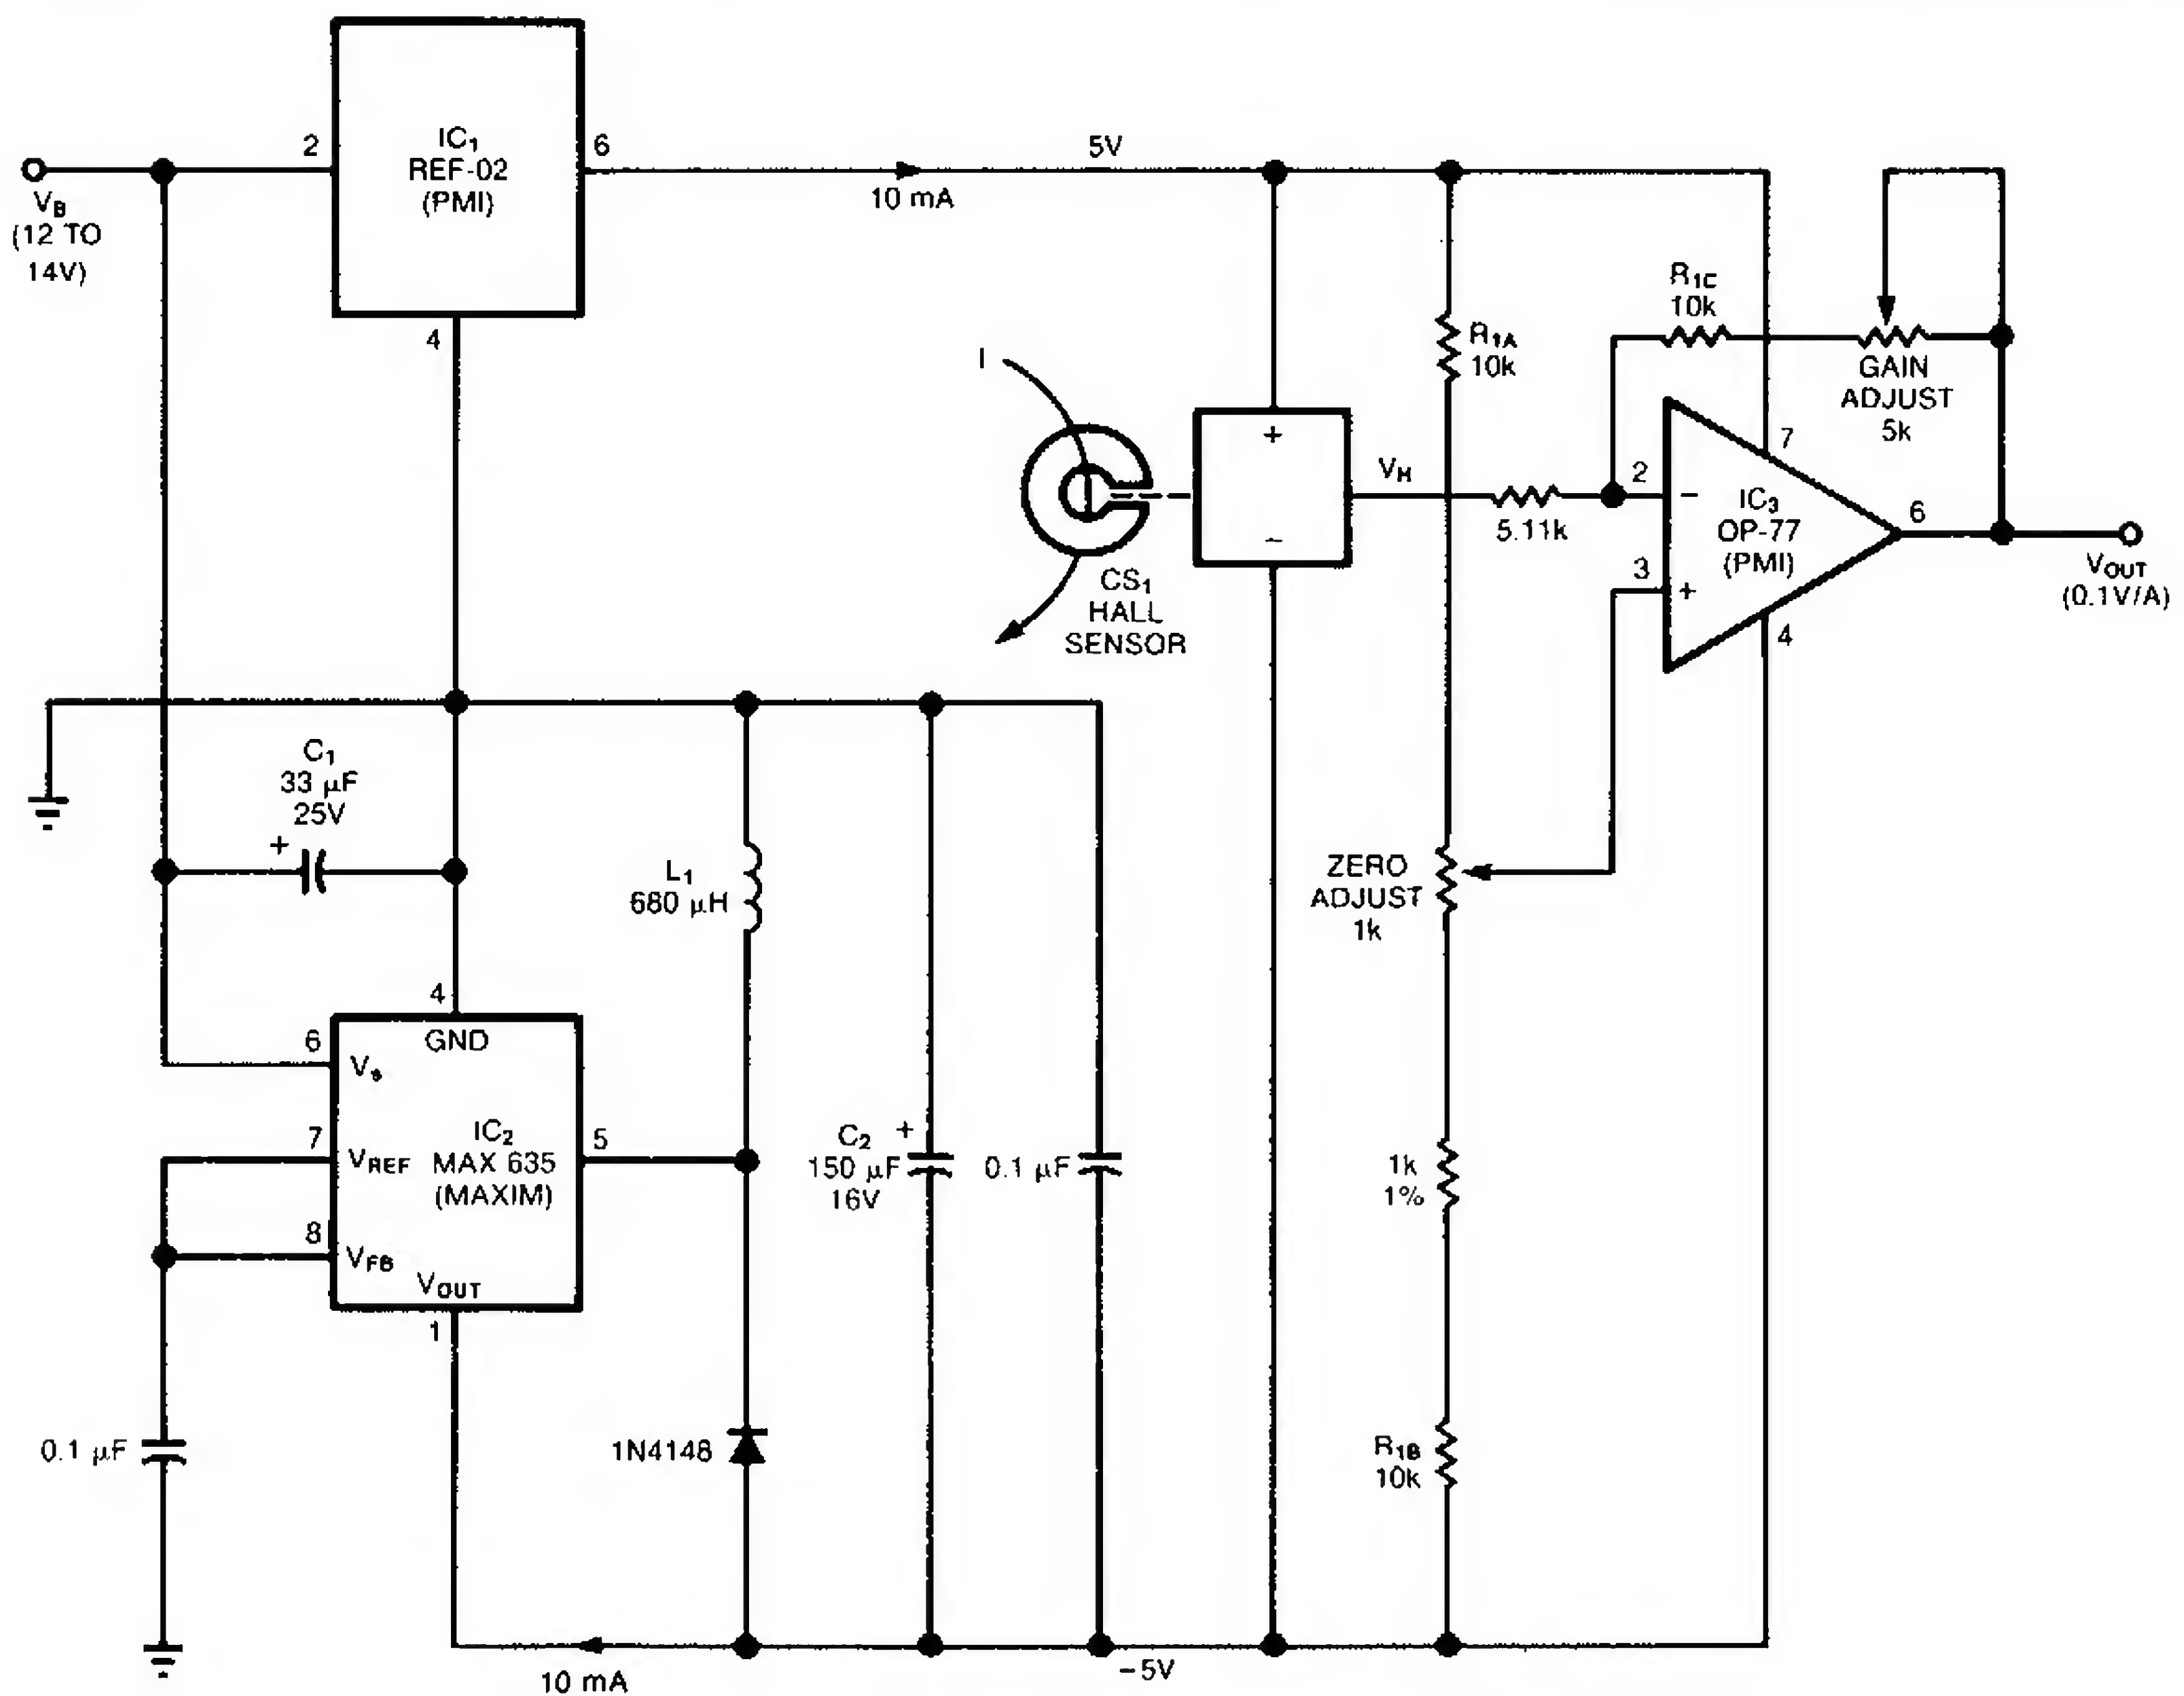 IC1
REF-02
(PMI)
2
6
4
VB
(12 TO
14V)
5V
10 mA
R1A
10k
R1C
10k
GAIN
ADJUST
5k
I
CS1
HALL
SENSOR
+
−
VH
5.11k
2
−
3
+
7
IC3
OP-77
(PMI)
4
6
VOUT
(0.1V/A)
C1
33 µF
25V
+
L1
680 µH
ZERO
ADJUST
1k
4
GND
6
VS
7
VREF
IC2
MAX 635
(MAXIM)
5
8
VFB
VOUT
1
C2
150 µF
16V
+
0.1 µF
1k
1%
0.1 µF
1N4148
R1B
10k
10 mA
−5V